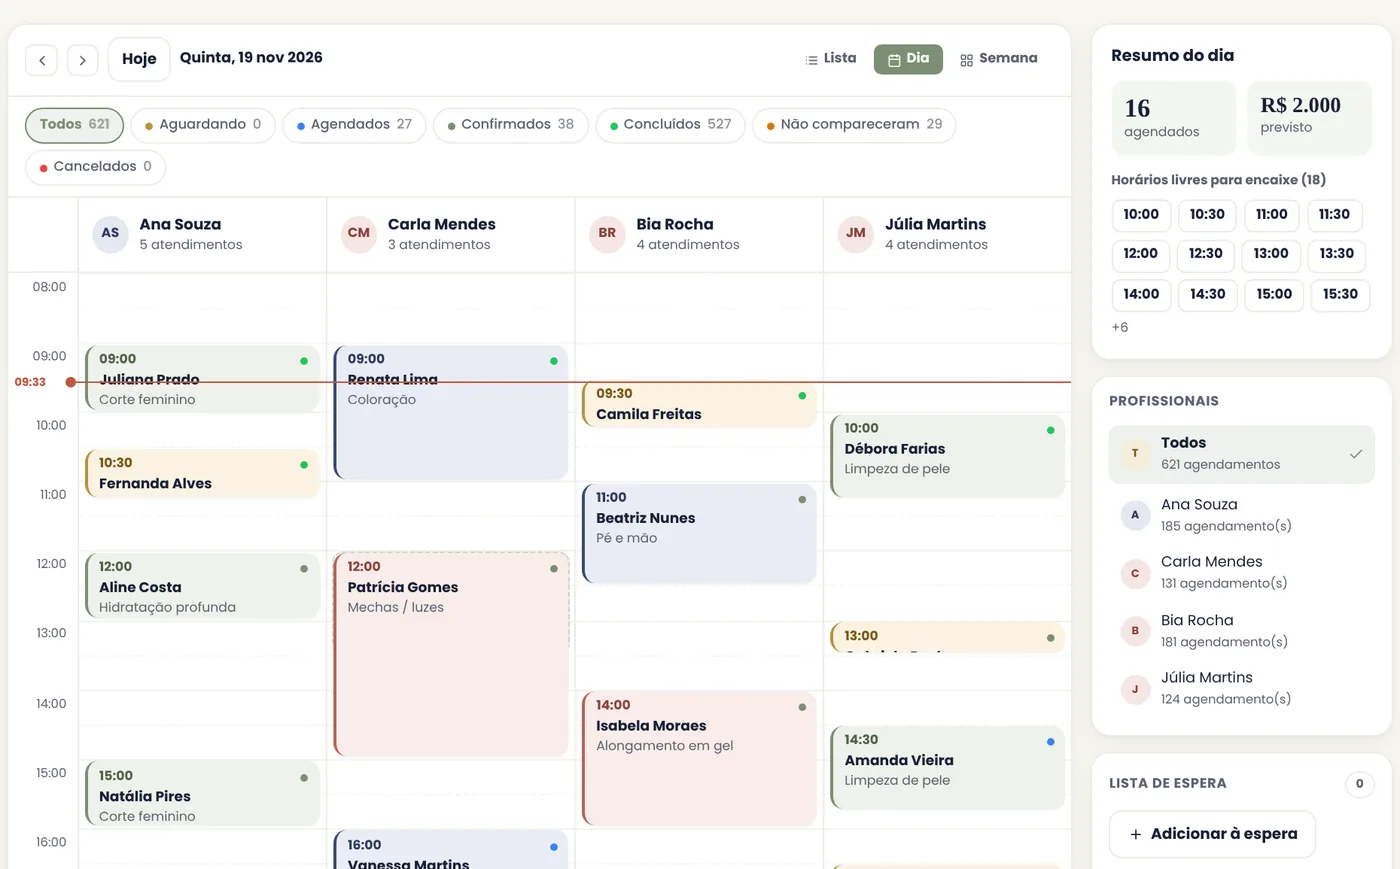 Hoje Quinta, 19 nov 2026
Lista Dia Semana
Todos 621 Aguardando 0 Agendados 27 Confirmados 38 Concluídos 527 Não compareceram 29
Cancelados 0
AS Ana Souza
5 atendimentos
CM Carla Mendes
3 atendimentos
BR Bia Rocha
4 atendimentos
JM Júlia Martins
4 atendimentos
08:00
09:00
09:33
10:00
11:00
12:00
13:00
14:00
15:00
16:00
09:00
Juliana Prado
Corte feminino
10:30
Fernanda Alves
12:00
Aline Costa
Hidratação profunda
15:00
Natália Pires
Corte feminino
09:00
Renata Lima
Coloração
12:00
Patrícia Gomes
Mechas / luzes
16:00
Vanessa Martins
09:30
Camila Freitas
11:00
Beatriz Nunes
Pé e mão
14:00
Isabela Moraes
Alongamento em gel
10:00
Débora Farias
Limpeza de pele
13:00
14:30
Amanda Vieira
Limpeza de pele
Resumo do dia
16
agendados
R$ 2.000
previsto
Horários livres para encaixe (18)
10:00 10:30 11:00 11:30
12:00 12:30 13:00 13:30
14:00 14:30 15:00 15:30
+6
PROFISSIONAIS
T Todos
621 agendamentos
A Ana Souza
185 agendamento(s)
C Carla Mendes
131 agendamento(s)
B Bia Rocha
181 agendamento(s)
J Júlia Martins
124 agendamento(s)
LISTA DE ESPERA 0
+ Adicionar à espera